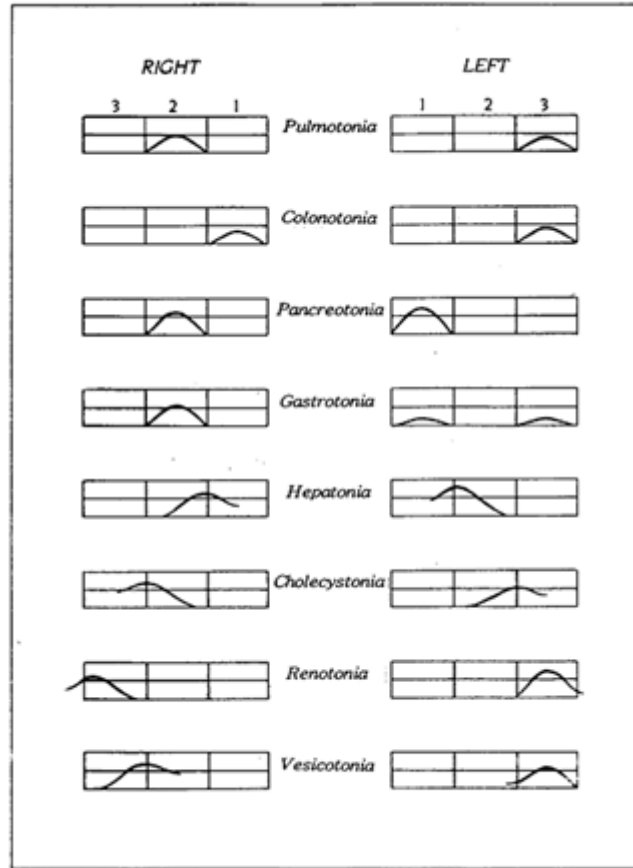 RIGHT LEFT
3 2 1 1 2 3
Pulmotonia
Colonotonia
Pancreotonia
Gastrotonia
Hepatonia
Cholecystonia
Renotonia
Vesicotonia